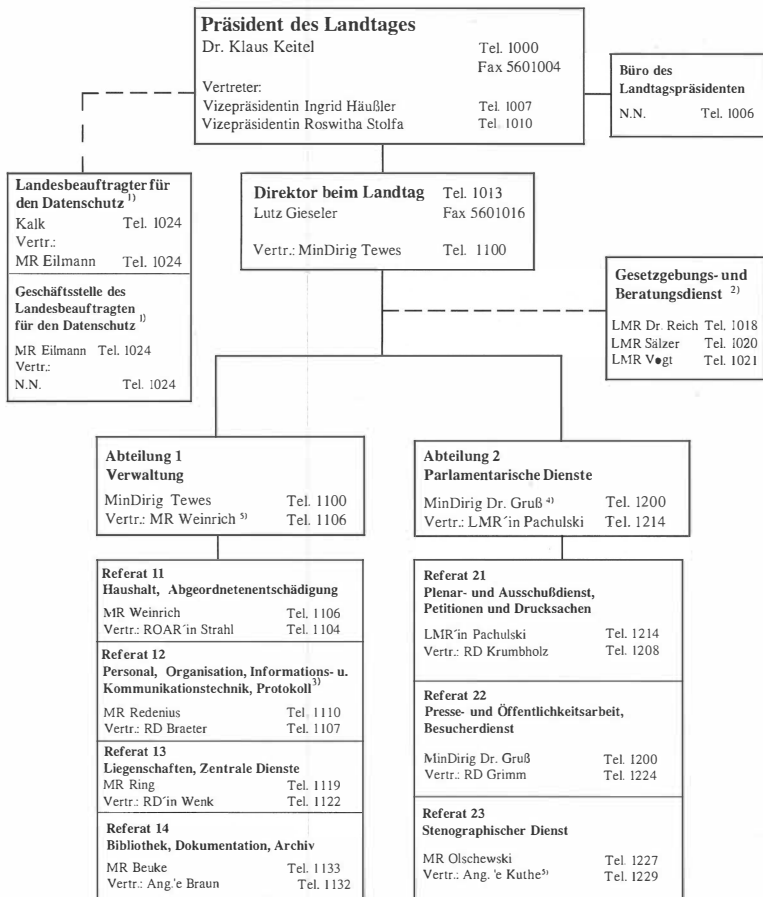 Präsident des Landtages
Dr. Klaus Keitel Tel. 1000
Fax 5601004
Vertreter:
Vizepräsidentin Ingrid Häußler Tel. 1007
Vizepräsidentin Roswitha Stolfa Tel. 1010
Büro des
Landtagspräsidenten
N.N. Tel. 1006
Landesbeauftragter für
den Datenschutz 1)
Kalk Tel. 1024
Vertr.:
MR Eilmann Tel. 1024
Geschäftsstelle des
Landesbeauftragten
für den Datenschutz 1)
MR Eilmann Tel. 1024
Vertr.:
N.N. Tel. 1024
Direktor beim Landtag Tel. 1013
Lutz Gieseler Fax 5601016
Vertr.: MinDirig Tewes Tel. 1100
Gesetzgebungs- und
Beratungsdienst 2)
LMR Dr. Reich Tel. 1018
LMR Sälzer Tel. 1020
LMR Vogt Tel. 1021
Abteilung 1
Verwaltung
MinDirig Tewes Tel. 1100
Vertr.: MR Weinrich 5) Tel. 1106
Referat 11
Haushalt, Abgeordnetenentschädigung
MR Weinrich Tel. 1106
Vertr.: ROAR´in Strahl Tel. 1104
Referat 12
Personal, Organisation, Informations- u.
Kommunikationstechnik, Protokoll 3)
MR Redenius Tel. 1110
Vertr.: RD Braeter Tel. 1107
Referat 13
Liegenschaften, Zentrale Dienste
MR Ring Tel. 1119
Vertr.: RD´in Wenk Tel. 1122
Referat 14
Bibliothek, Dokumentation, Archiv
MR Beuke Tel. 1133
Vertr.: Ang.'e Braun Tel. 1132
Abteilung 2
Parlamentarische Dienste
MinDirig Dr. Gruß 4) Tel. 1200
Vertr.: LMR´in Pachulski Tel. 1214
Referat 21
Plenar- und Ausschußdienst,
Petitionen und Drucksachen
LMR´in Pachulski Tel. 1214
Vertr.: RD Krumbholz Tel. 1208
Referat 22
Presse- und Öffentlichkeitsarbeit,
Besucherdienst
MinDirig Dr. Gruß Tel. 1200
Vertr.: RD Grimm Tel. 1224
Referat 23
Stenographischer Dienst
MR Olschewski Tel. 1227
Vertr.: Ang. 'e Kuthe 5) Tel. 1229